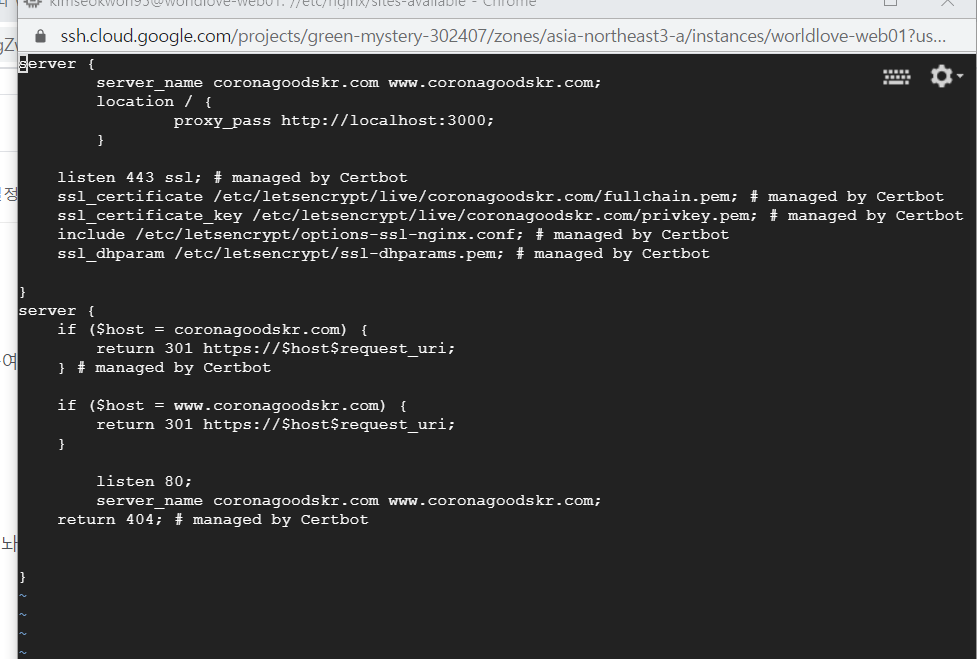 kimseokwon95@worldlove-web01: //etc/nginx/sites-available - Chrome
ssh.cloud.google.com/projects/green-mystery-302407/zones/asia-northeast3-a/instances/worldlove-web01?us...
server {
        server_name coronagoodskr.com www.coronagoodskr.com;
        location / {
                proxy_pass http://localhost:3000;
        }
    listen 443 ssl; # managed by Certbot
    ssl_certificate /etc/letsencrypt/live/coronagoodskr.com/fullchain.pem; # managed by Certbot
    ssl_certificate_key /etc/letsencrypt/live/coronagoodskr.com/privkey.pem; # managed by Certbot
    include /etc/letsencrypt/options-ssl-nginx.conf; # managed by Certbot
    ssl_dhparam /etc/letsencrypt/ssl-dhparams.pem; # managed by Certbot
}
server {
    if ($host = coronagoodskr.com) {
        return 301 https://$host$request_uri;
    } # managed by Certbot
    if ($host = www.coronagoodskr.com) {
        return 301 https://$host$request_uri;
    }
        listen 80;
        server_name coronagoodskr.com www.coronagoodskr.com;
    return 404; # managed by Certbot
}
~
~
~
~